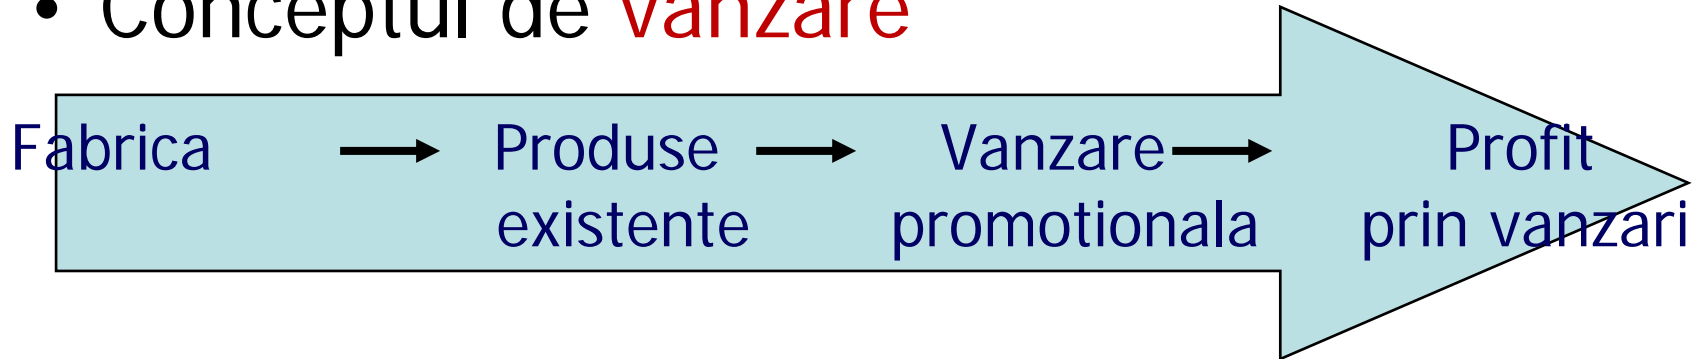 • Conceptul de vanzare
Fabrica Produse Vanzare Profit
existente promotionala prin vanzari